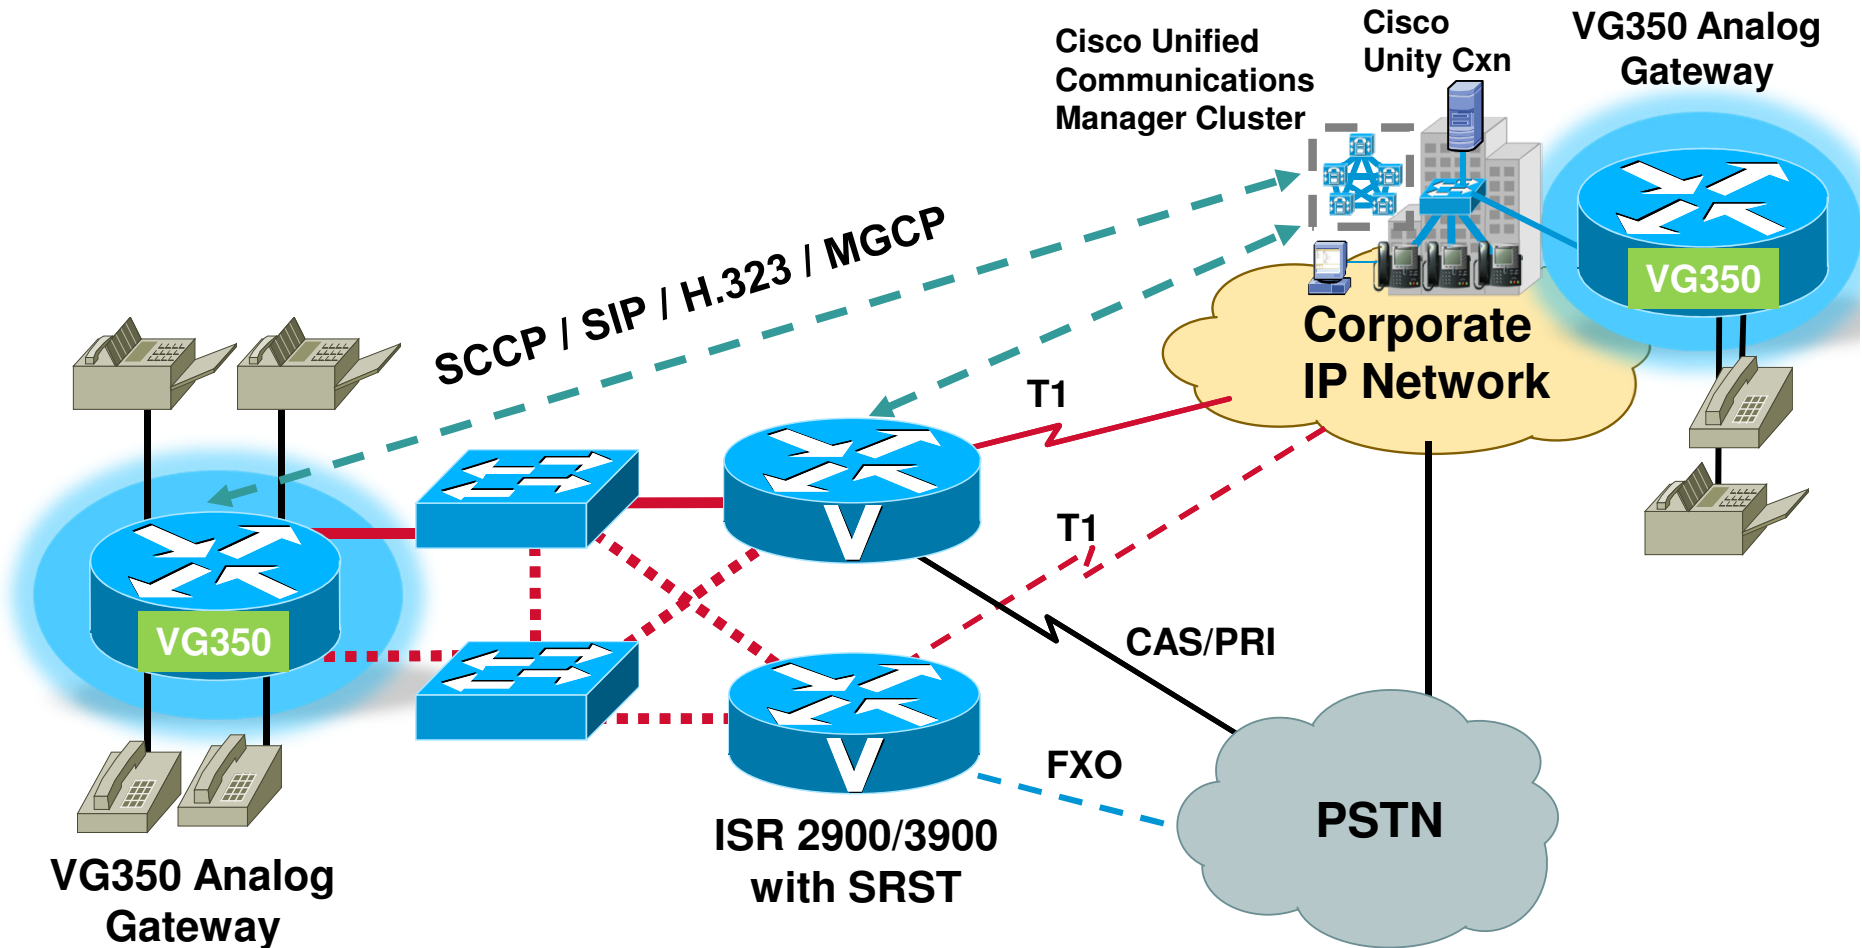 Cisco Unified
Communications
Manager Cluster
Cisco
Unity Cxn
VG350 Analog
Gateway
VG350
SCCP / SIP / H.323 / MGCP
Corporate
IP Network
T1
T1
VG350
V
CAS/PRI
V
FXO
PSTN
ISR 2900/3900
with SRST
VG350 Analog
Gateway